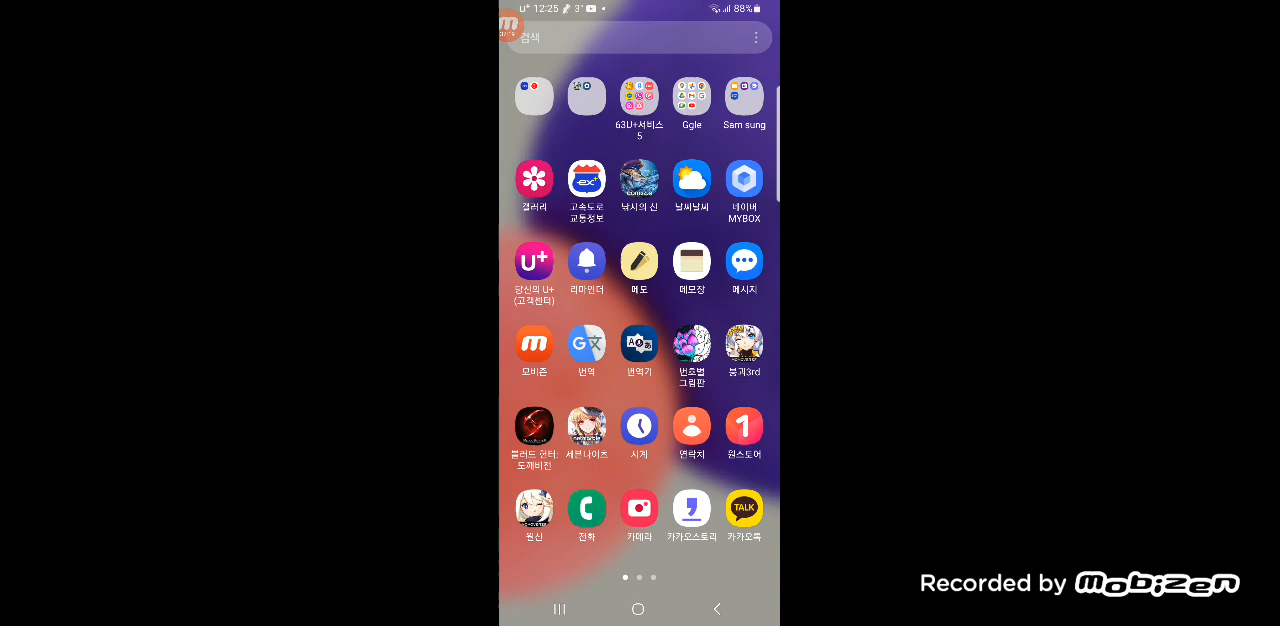 U+ 12:25 3° 88%
검색
63U+서비스 Ggle Sam sung
5
갤러리 고속도로 낚시의 신 날씨날씨 네이버
교통정보 MYBOX
당신의 U+ 리마인더 메모 메모장 메시지
(고객센터)
모비즌 번역 번역기 번호별 붕괴3rd
그림판
블러드 헌터: 세븐나이츠 시계 연락처 원스토어
도깨비전
원신 전화 카메라 카카오스토리 카카오톡
Recorded by mobizen